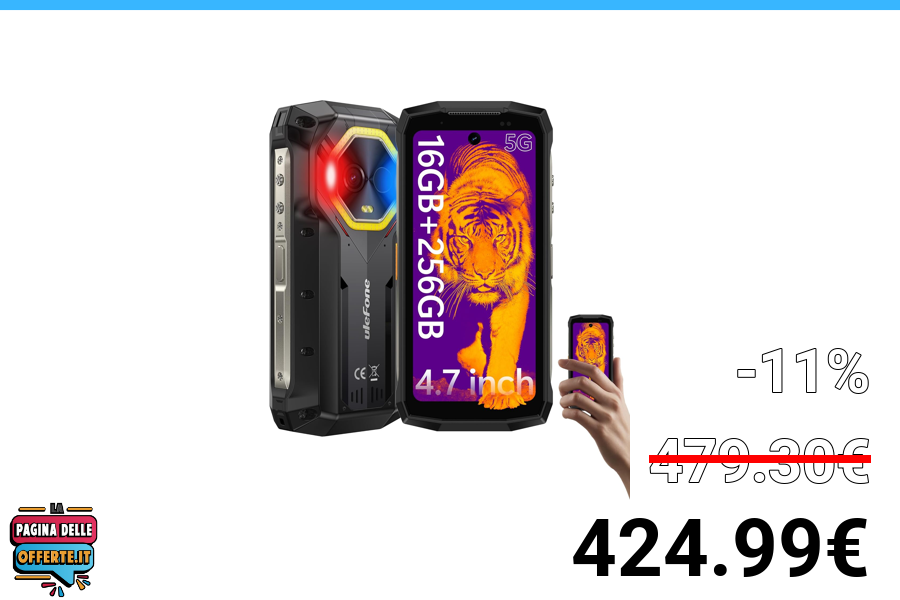 ulefone
CE
16GB+256GB
5G
4.7 inch
-11%
479.30€
424.99€
LA
PAGINA DELLE
OFFERTE.IT